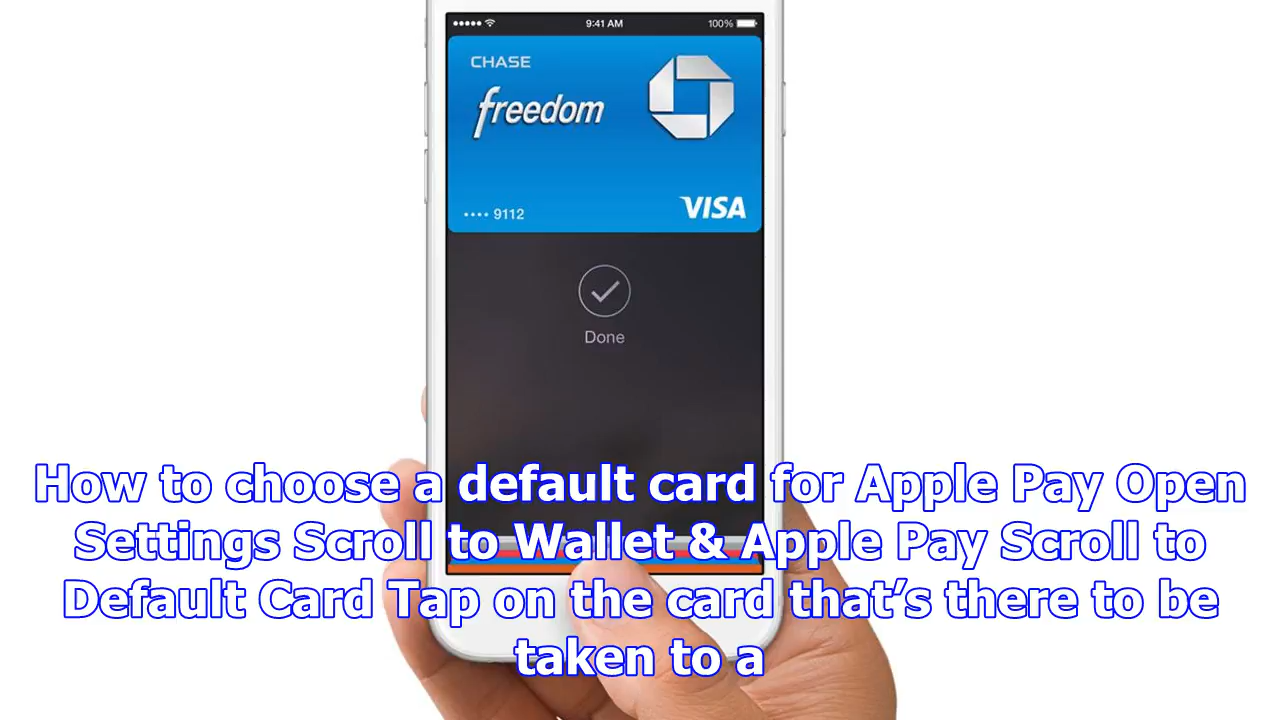 9:41 AM
100%
CHASE
freedom
•••• 9112
VISA
Done
How to choose a default card for Apple Pay Open
Settings Scroll to Wallet & Apple Pay Scroll to
Default Card Tap on the card that’s there to be
taken to a